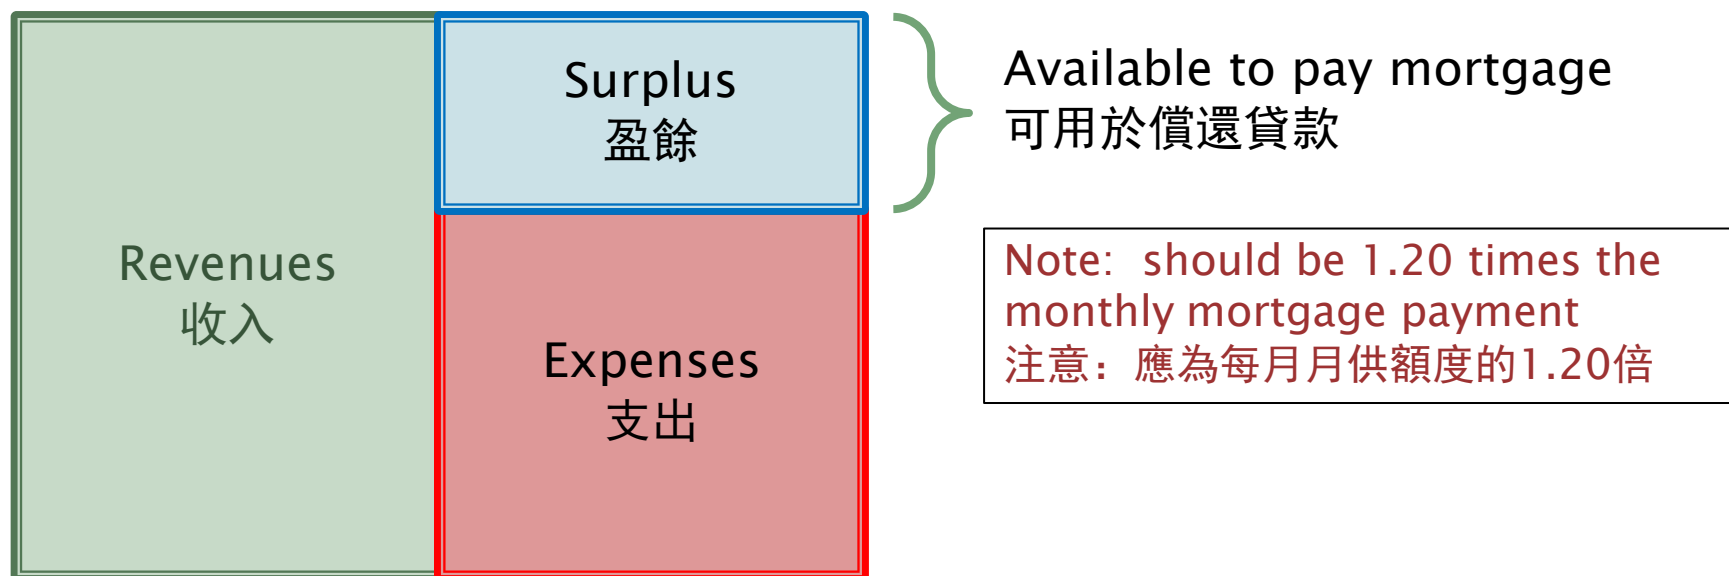 Revenues
收入
Surplus
盈餘
Expenses
支出
Available to pay mortgage
可用於償還貸款
Note: should be 1.20 times the
monthly mortgage payment
注意：應為每月月供額度的1.20倍